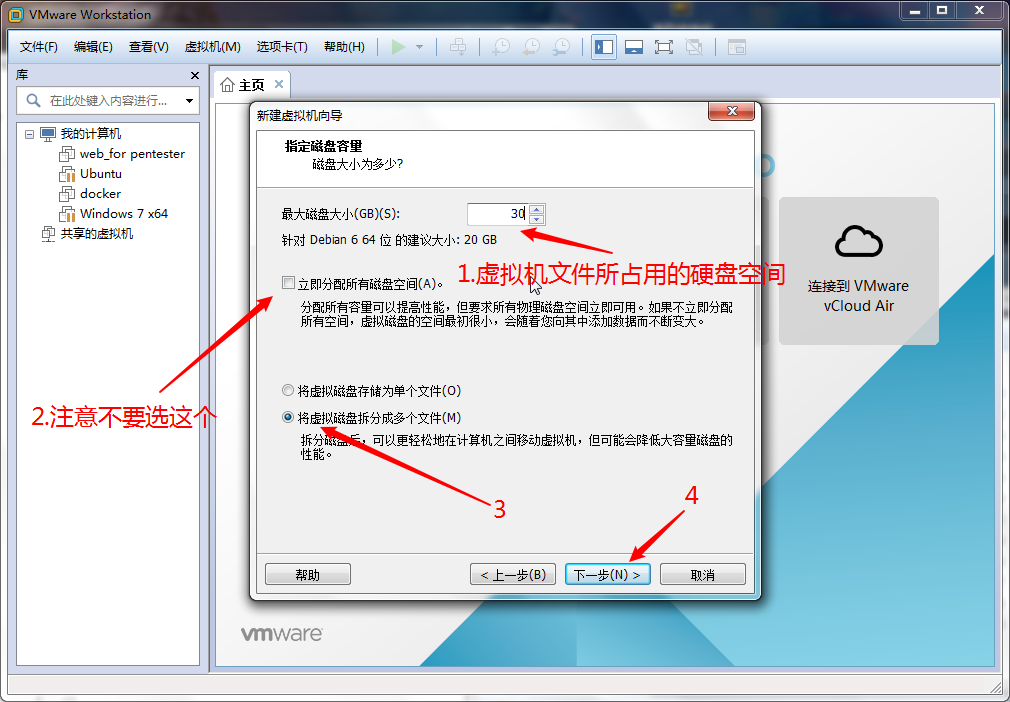 VMware Workstation
文件(F) 编辑(E) 查看(V) 虚拟机(M) 选项卡(T) 帮助(H)
库
主页
在此处键入内容进行...
我的计算机
web_for pentester
Ubuntu
docker
Windows 7 x64
共享的虚拟机
新建虚拟机向导
指定磁盘容量
磁盘大小为多少?
最大磁盘大小(GB)(S): 30
针对 Debian 6 64 位 的建议大小: 20 GB
1.虚拟机文件所占用的硬盘空间
立即分配所有磁盘空间(A)。
分配所有容量可以提高性能，但要求所有物理磁盘空间立即可用。如果不立即分配
所有空间，虚拟磁盘的空间最初很小，会随着您向其中添加数据而不断变大。
2.注意不要选这个
将虚拟磁盘存储为单个文件(O)
将虚拟磁盘拆分成多个文件(M)
拆分磁盘后，可以更轻松地在计算机之间移动虚拟机，但可能会降低大容量磁盘的
性能。
3
4
帮助
< 上一步(B)
下一步(N) >
取消
连接到 VMware
vCloud Air
vmware